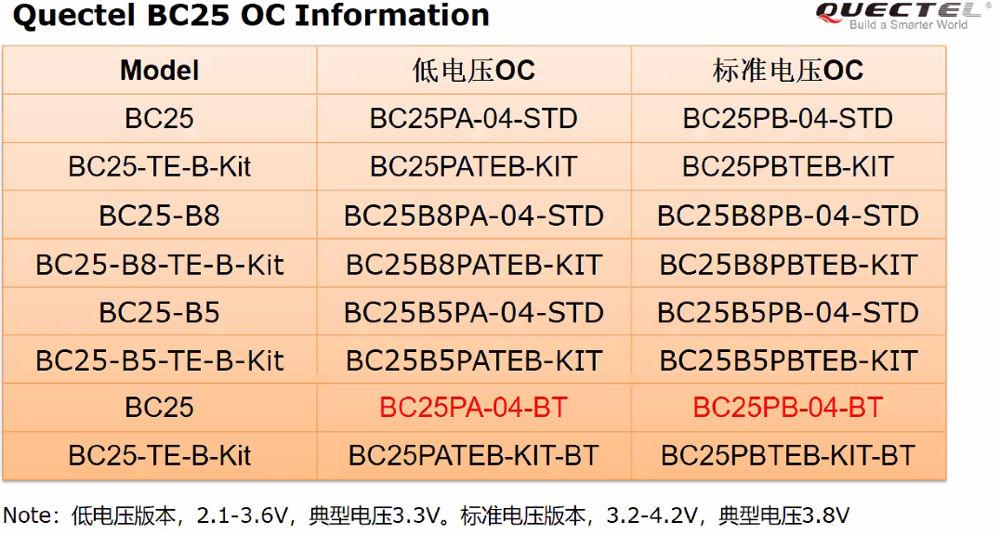 Quectel BC25 OC Information
QUECTEL®
Build a Smarter World
Model 低电压OC 标准电压OC
BC25 BC25PA-04-STD BC25PB-04-STD
BC25-TE-B-Kit BC25PATEB-KIT BC25PBTEB-KIT
BC25-B8 BC25B8PA-04-STD BC25B8PB-04-STD
BC25-B8-TE-B-Kit BC25B8PATEB-KIT BC25B8PBTEB-KIT
BC25-B5 BC25B5PA-04-STD BC25B5PB-04-STD
BC25-B5-TE-B-Kit BC25B5PATEB-KIT BC25B5PBTEB-KIT
BC25 BC25PA-04-BT BC25PB-04-BT
BC25-TE-B-Kit BC25PATEB-KIT-BT BC25PBTEB-KIT-BT
Note：低电压版本，2.1-3.6V，典型电压3.3V。标准电压版本，3.2-4.2V，典型电压3.8V